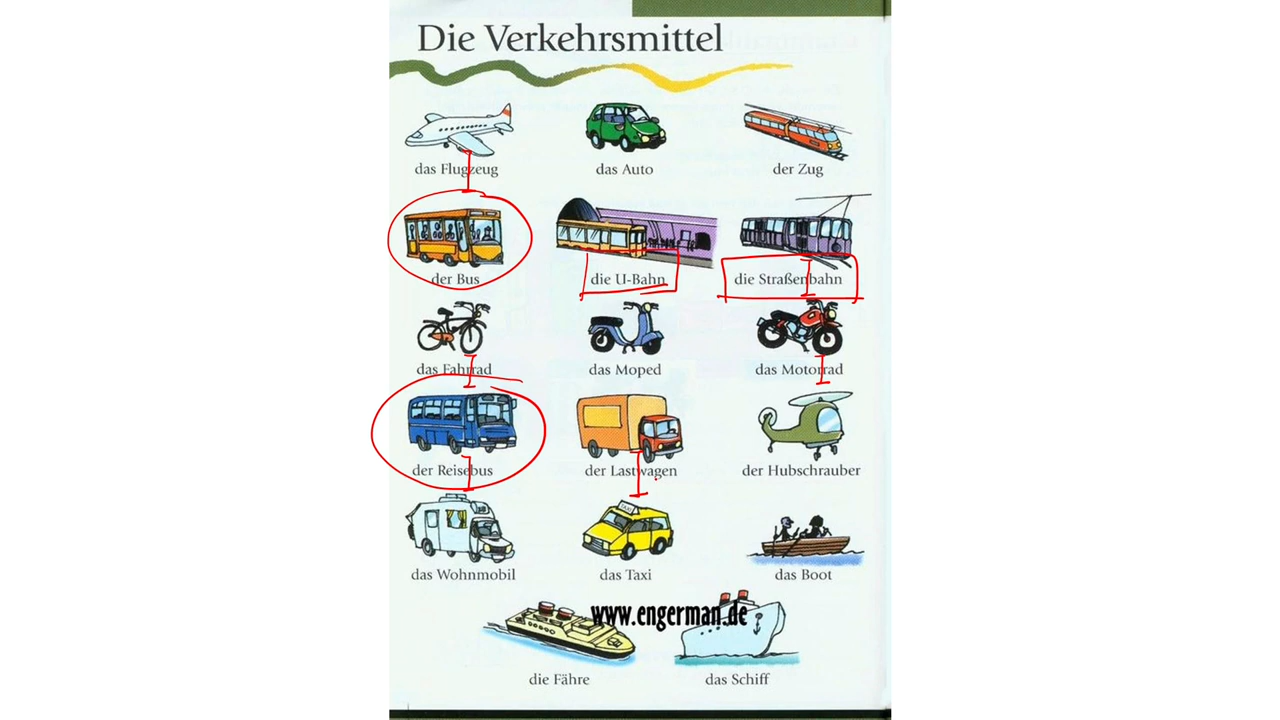 Die Verkehrsmittel
das Flugzeug das Auto der Zug
der Bus die U-Bahn die Straßenbahn
das Fahrrad das Moped das Motorrad
der Reisebus der Lastwagen der Hubschrauber
TAXI
das Wohnmobil das Taxi das Boot
www.engerman.de
die Fähre das Schiff